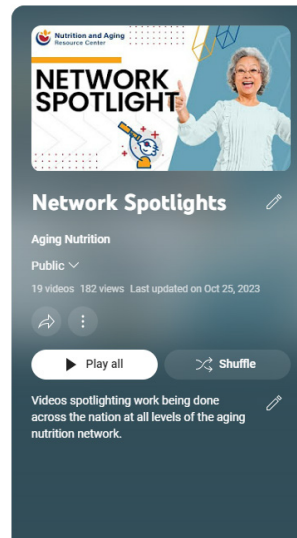 Nutrition and Aging
Resource Center
NETWORK
SPOTLIGHT
Network Spotlights
Aging Nutrition
Public
19 videos 182 views Last updated on Oct 25, 2023
Play all
Shuffle
Videos spotlighting work being done
across the nation at all levels of the aging
nutrition network.